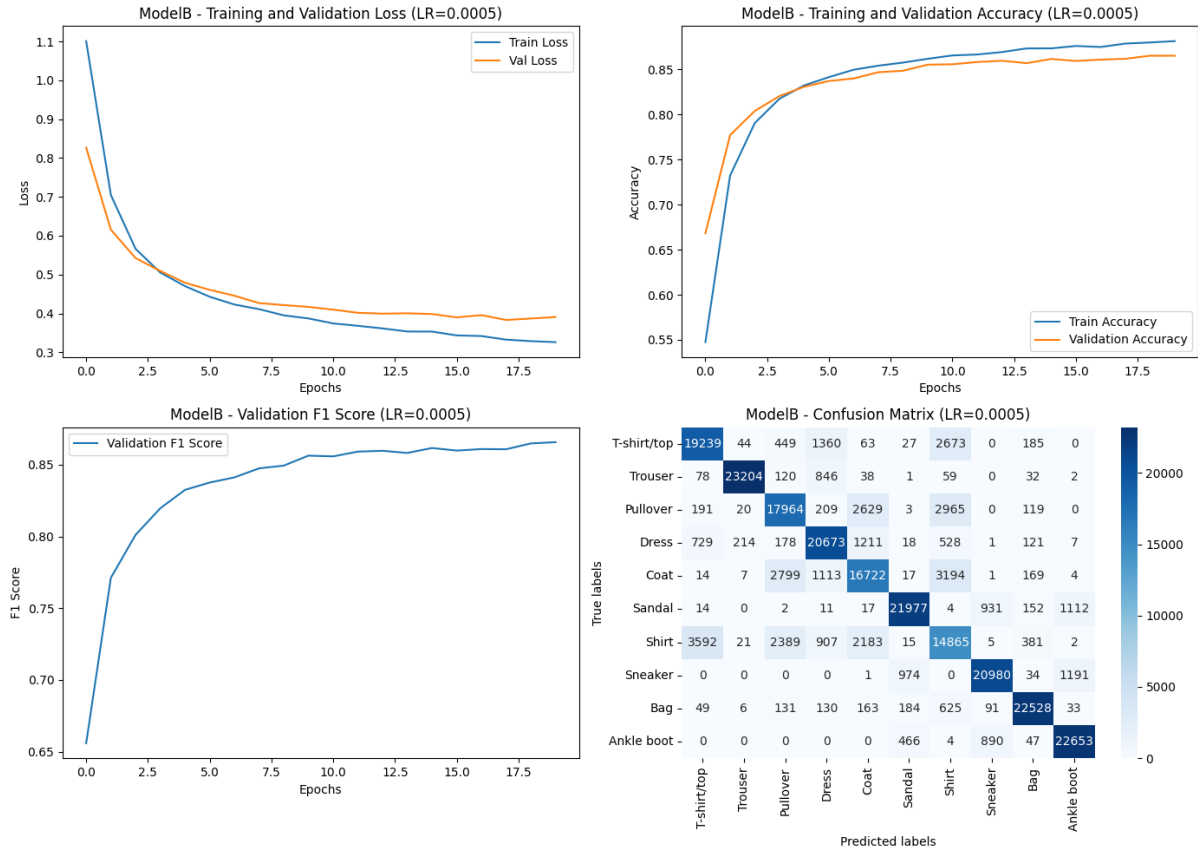 ModelB - Training and Validation Loss (LR=0.0005)
Train Loss
Val Loss
1.1
1.0
0.9
0.8
0.7
0.6
0.5
0.4
0.3
Loss
0.0 2.5 5.0 7.5 10.0 12.5 15.0 17.5
Epochs
ModelB - Training and Validation Accuracy (LR=0.0005)
0.85
0.80
0.75
0.70
0.65
0.60
0.55
Accuracy
Train Accuracy
Validation Accuracy
0.0 2.5 5.0 7.5 10.0 12.5 15.0 17.5
Epochs
ModelB - Validation F1 Score (LR=0.0005)
Validation F1 Score
0.85
0.80
0.75
0.70
0.65
F1 Score
0.0 2.5 5.0 7.5 10.0 12.5 15.0 17.5
Epochs
ModelB - Confusion Matrix (LR=0.0005)
True labels
T-shirt/top 19239 44 449 1360 63 27 2673 0 185 0
Trouser 78 23204 120 846 38 1 59 0 32 2
Pullover 191 20 17964 209 2629 3 2965 0 119 0
Dress 729 214 178 20673 1211 18 528 1 121 7
Coat 14 7 2799 1113 16722 17 3194 1 169 4
Sandal 14 0 2 11 17 21977 4 931 152 1112
Shirt 3592 21 2389 907 2183 15 14865 5 381 2
Sneaker 0 0 0 0 1 974 0 20980 34 1191
Bag 49 6 131 130 163 184 625 91 22528 33
Ankle boot 0 0 0 0 0 466 4 890 47 22653
T-shirt/top Trouser Pullover Dress Coat Sandal Shirt Sneaker Bag Ankle boot
Predicted labels
20000
15000
10000
5000
0